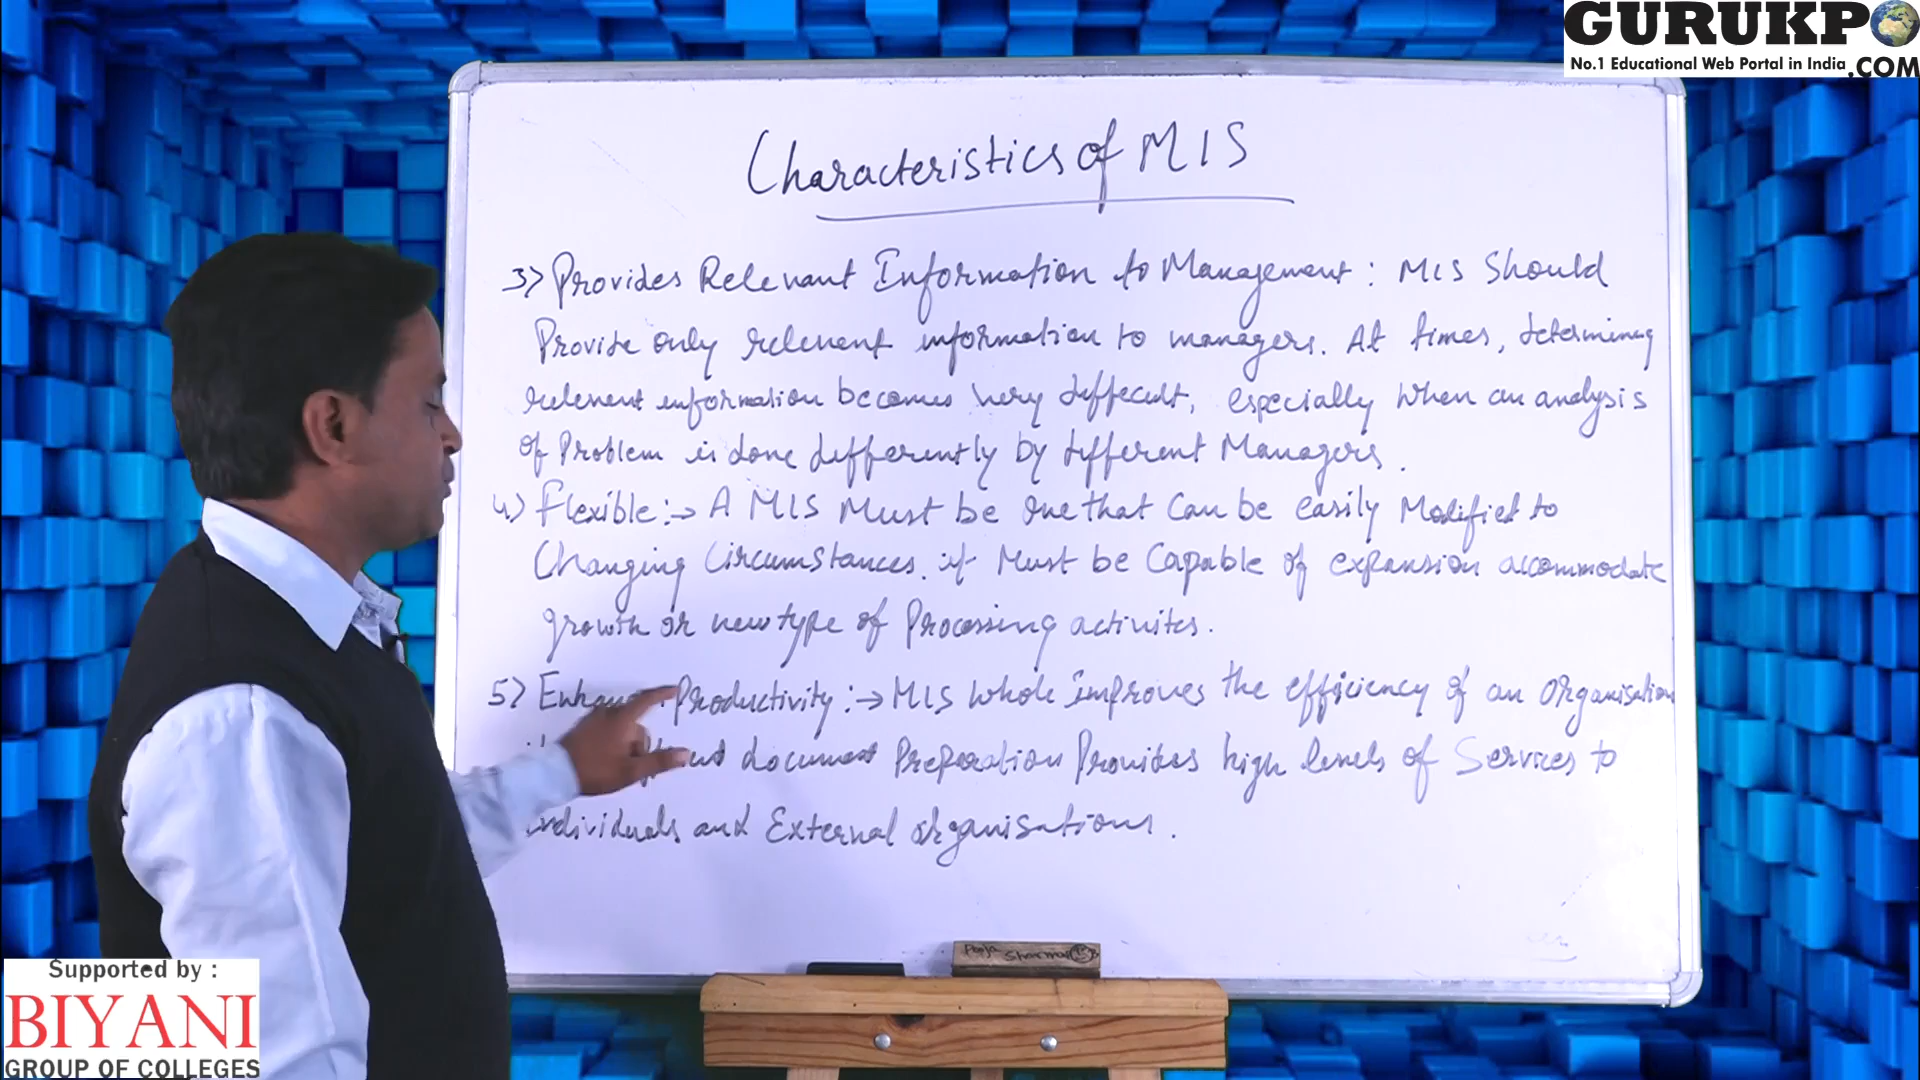 GURUKPO
No.1 Educational Web Portal in India .COM
Characteristics of MIS
3) Provides Relevant Information to Management : MIS Should
Provide only relevent information to managers. At times, determining
relevent information becomes very diffecult, especially when an analysis
of Problem is done differently by different Managers.
4) Flexible :→ A MIS Must be one that Can be easily Modified to
Changing Circumstances. it Must be Capable of expansion accommodate
growth or new type of Processing activites.
5) Productivity :→ MIS Whole Improves the efficiency of an Organisation
document Preparation Provides high levels of Services to
individuals and External organisations.
Pooja Sharma
Supported by :
BIYANI
GROUP OF COLLEGES